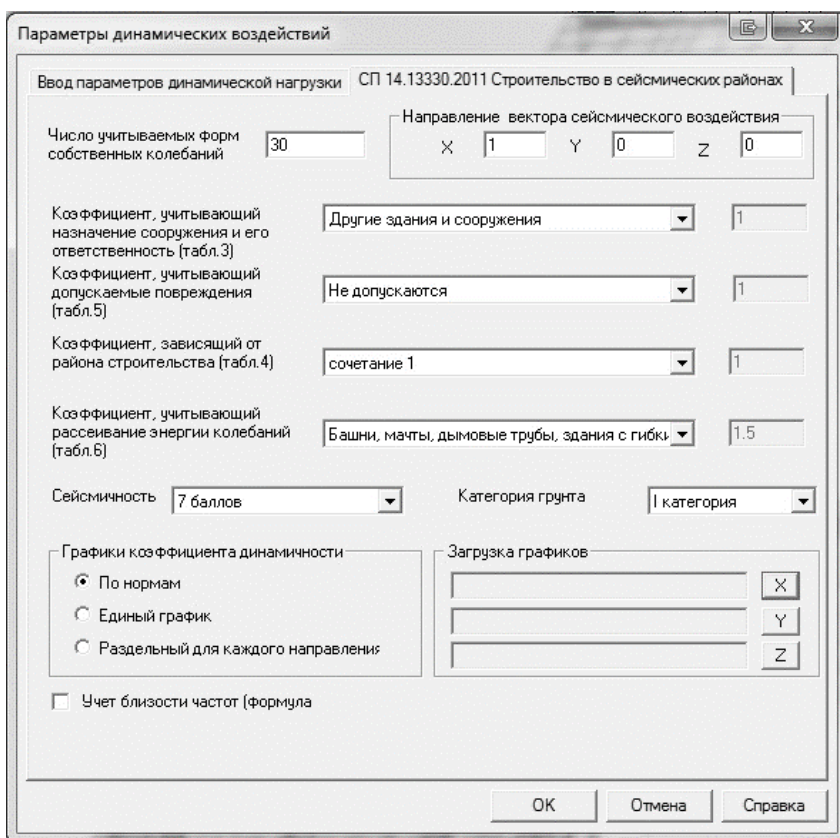 Параметры динамических воздействий
Ввод параметров динамической нагрузки
СП 14.13330.2011 Строительство в сейсмических районах
Число учитываемых форм
собственных колебаний
30
Направление вектора сейсмического воздействия
X 1 Y 0 Z 0
Коэффициент, учитывающий
назначение сооружения и его
ответственность (табл.3)
Другие здания и сооружения
1
Коэффициент, учитывающий
допускаемые повреждения
(табл.5)
Не допускаются
1
Коэффициент, зависящий от
района строительства (табл.4)
сочетание 1
1
Коэффициент, учитывающий
рассеивание энергии колебаний
(табл.6)
Башни, мачты, дымовые трубы, здания с гибки
1.5
Сейсмичность
7 баллов
Категория грунта
I категория
Графики коэффициента динамичности
По нормам
Единый график
Раздельный для каждого направления
Загрузка графиков
X
Y
Z
Учет близости частот (формула
OK
Отмена
Справка